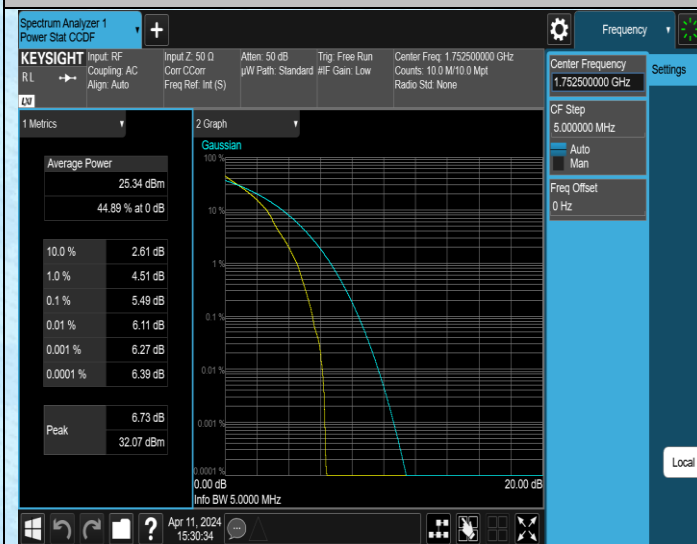 Spectrum Analyzer 1
Power Stat CCDF
Frequency
KEYSIGHT
RL
LXI
Input: RF
Coupling: AC
Align: Auto
Input Z: 50 Ω
Corr CCorr
Freq Ref: Int (S)
Atten: 50 dB
µW Path: Standard
Trig: Free Run
#IF Gain: Low
Center Freq: 1.752500000 GHz
Counts: 10.0 M/10.0 Mpt
Radio Std: None
Center Frequency
1.752500000 GHz
Settings
CF Step
5.000000 MHz
Auto
Man
Freq Offset
0 Hz
1 Metrics
Average Power
25.34 dBm
44.89 % at 0 dB
10.0 % 2.61 dB
1.0 % 4.51 dB
0.1 % 5.49 dB
0.01 % 6.11 dB
0.001 % 6.27 dB
0.0001 % 6.39 dB
Peak
6.73 dB
32.07 dBm
2 Graph
Gaussian
100 %
10 %
1 %
0.1 %
0.01 %
0.001 %
0.0001 %
0.00 dB 20.00 dB
Info BW 5.0000 MHz
Local
?
Apr 11, 2024
15:30:34